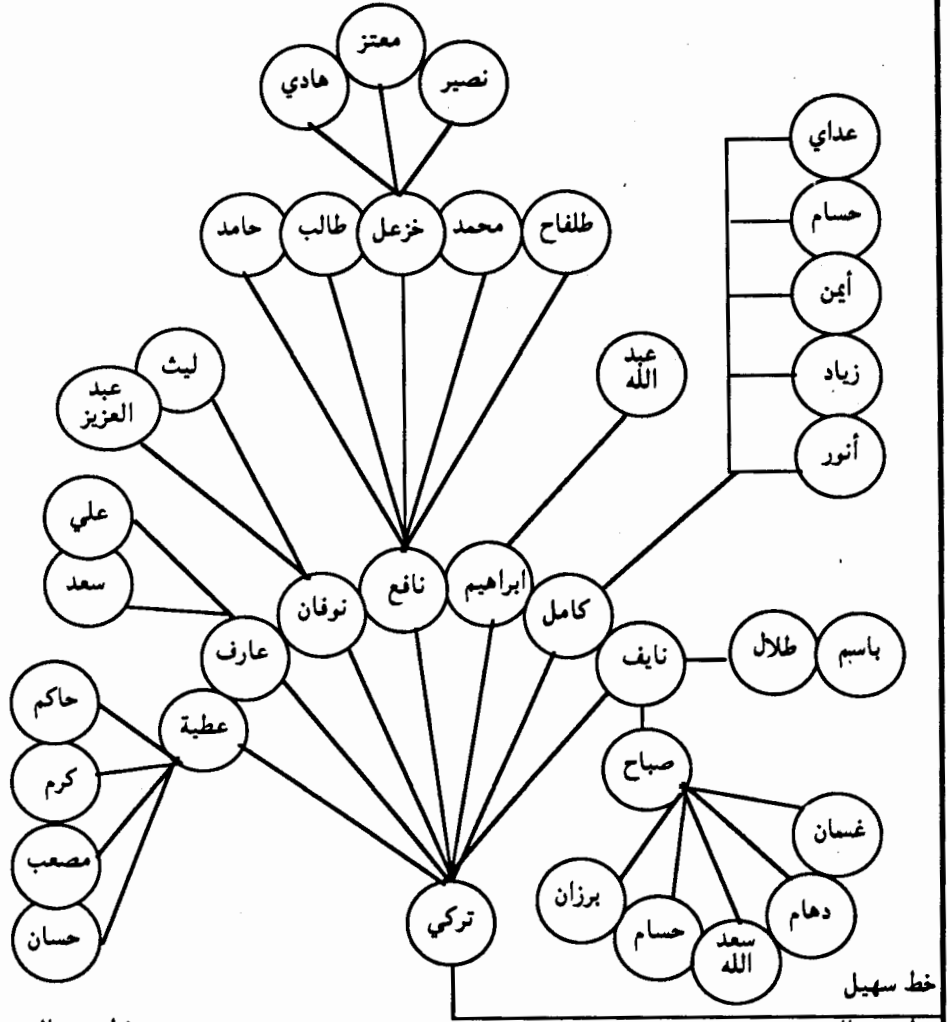 معتز
نصير
هادي
عداي
حسام
أيمن
زياد
أنور
طلفاح
محمد
خزعل
طالب
حامد
عبد
الله
ليث
عبد
العزيز
علي
سعد
نايف
كامل
ابراهيم
نافع
نوفان
عارف
عطية
طلال
باسم
صباح
غسان
دهام
سعد
الله
حسام
برزان
حاكم
كرم
مصعب
حسان
تركي
خط سهيل